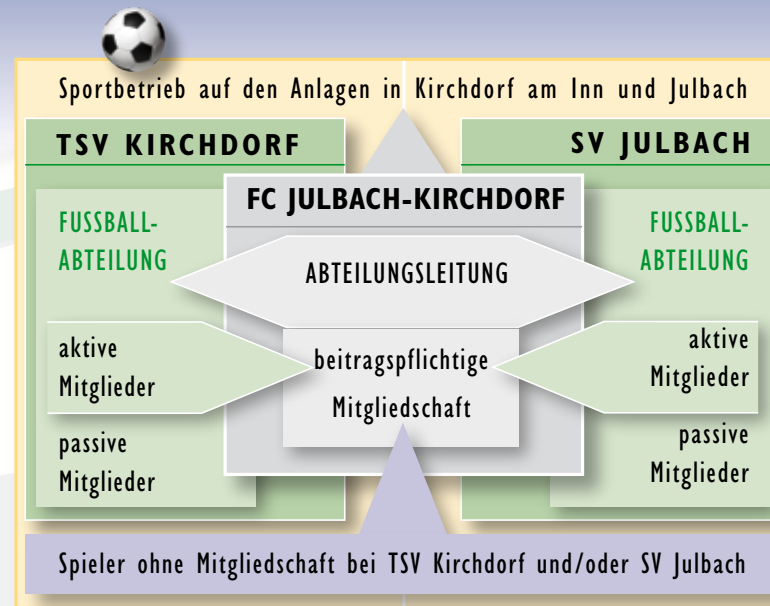 Sportbetrieb auf den Anlagen in Kirchdorf am Inn und Julbach
TSV KIRCHDORF
SV JULBACH
FC JULBACH-KIRCHDORF
FUSSBALL-
ABTEILUNG
ABTEILUNGSLEITUNG
FUSSBALL-
ABTEILUNG
aktive
Mitglieder
beitragspflichtige
Mitgliedschaft
aktive
Mitglieder
passive
Mitglieder
passive
Mitglieder
Spieler ohne Mitgliedschaft bei TSV Kirchdorf und/oder SV Julbach